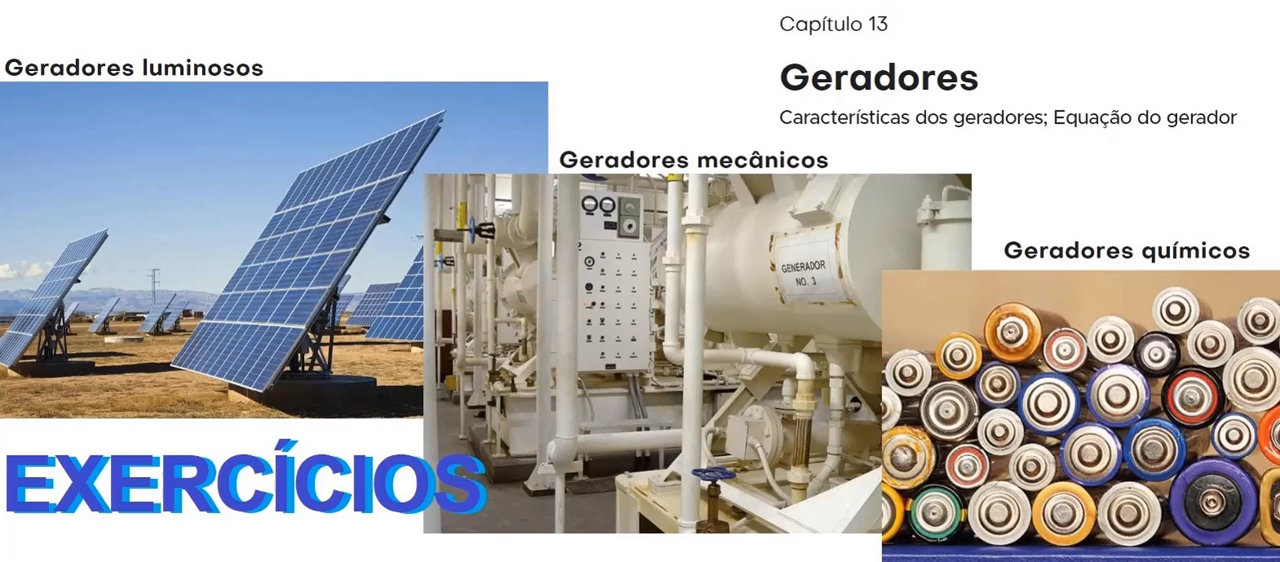 Capítulo 13
Geradores
Características dos geradores; Equação do gerador
Geradores luminosos
Geradores mecânicos
GENERADOR
NO. 3
Geradores químicos
EXERCÍCIOS